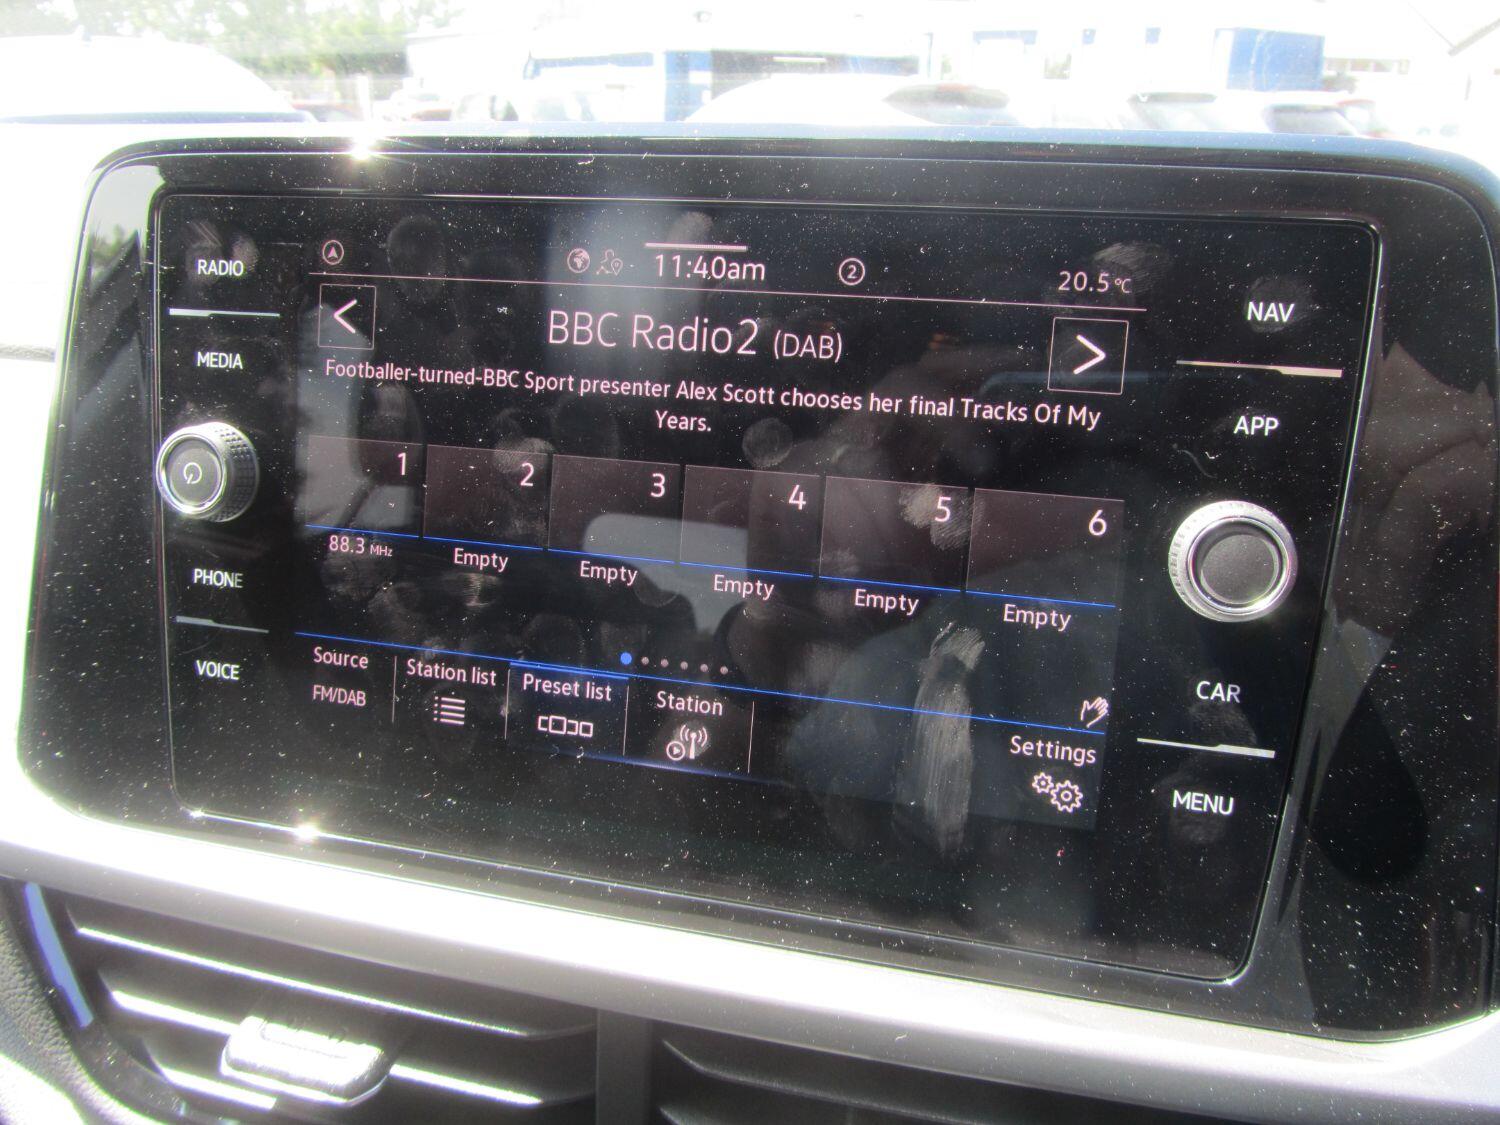 RADIO
MEDIA
PHONE
VOICE
11:40am
2
20.5°C
BBC Radio2 (DAB)
Footballer-turned-BBC Sport presenter Alex Scott chooses her final Tracks Of My
Years.
1
2
3
4
5
6
88.3 MHz
Empty
Empty
Empty
Empty
Empty
Source
FM/DAB
Station list
Preset list
Station
Settings
NAV
APP
CAR
MENU